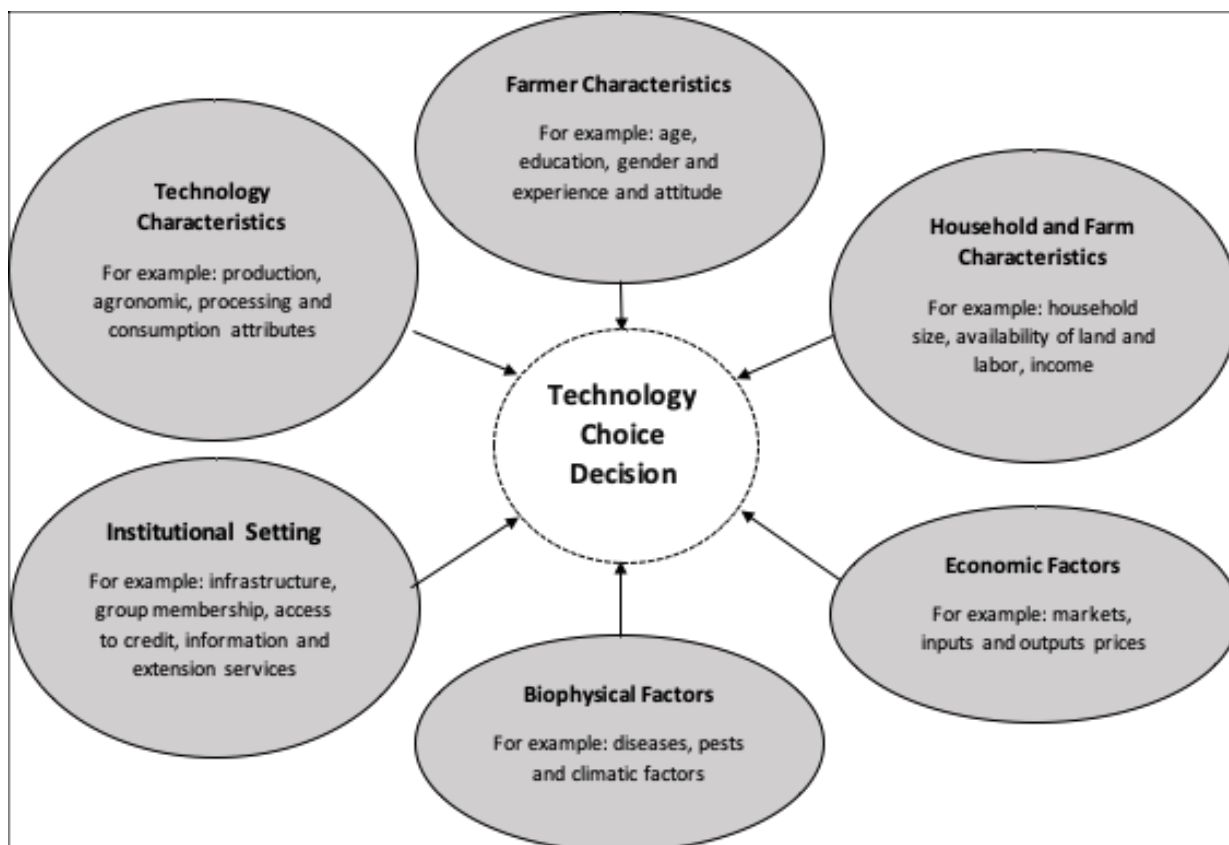 Farmer Characteristics
For example: age,
education, gender and
experience and attitude
Technology
Characteristics
For example: production,
agronomic, processing and
consumption attributes
Household and Farm
Characteristics
For example: household
size, availability of land and
labor, income
Technology
Choice
Decision
Institutional Setting
For example: infrastructure,
group membership, access
to credit, information and
extension services
Economic Factors
For example: markets,
inputs and outputs prices
Biophysical Factors
For example: diseases, pests
and climatic factors